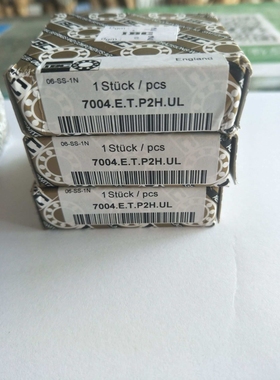 England
06-SS-1N
1 Stück / pcs
7004.E.T.P2H.UL
06-SS-1N
1 Stück / pcs
7004.E.T.P2H.UL
06-SS-1N
1 Stück / pcs
7004.E.T.P2H.UL